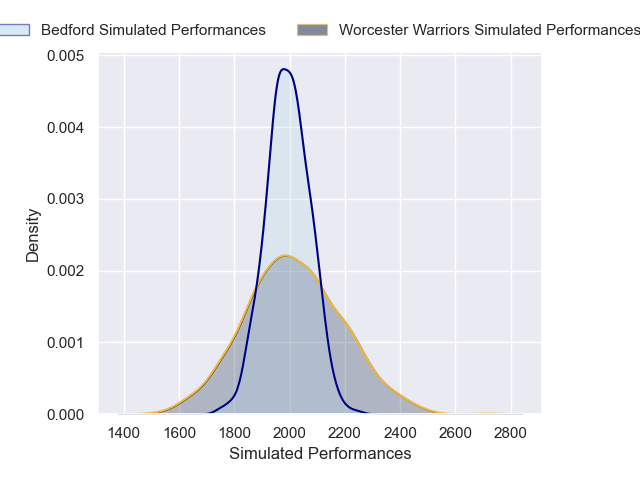 Bedford Simulated Performances Worcester Warriors Simulated Performances
0.005
0.004
0.003
0.002
0.001
0.000
Density
1400 1600 1800 2000 2200 2400 2600 2800
Simulated Performances